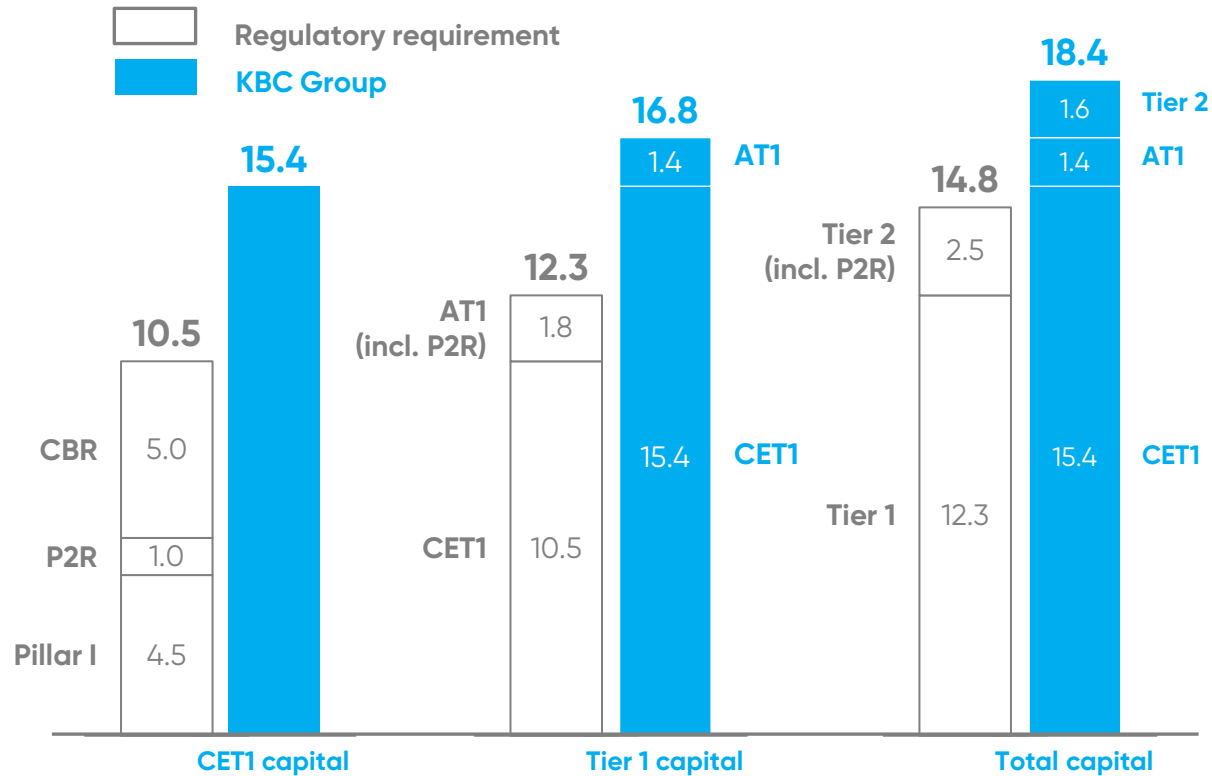 Regulatory requirement
KBC Group
10.5
CBR
5.0
P2R
1.0
Pillar I
4.5
15.4
CET1 capital
12.3
AT1
(incl. P2R)
1.8
CET1
10.5
16.8
1.4
AT1
15.4
CET1
Tier 1 capital
14.8
Tier 2
(incl. P2R)
2.5
Tier 1
12.3
18.4
1.6
Tier 2
1.4
AT1
15.4
CET1
Total capital